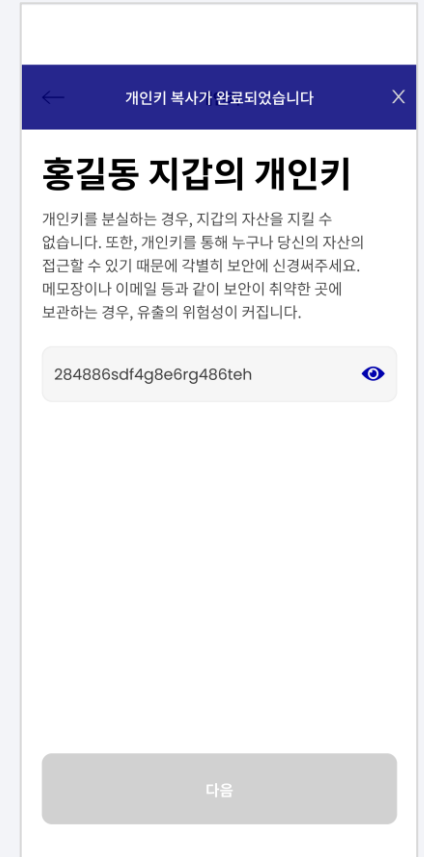 개인키 복사가 완료되었습니다
홍길동 지갑의 개인키
개인키를 분실하는 경우, 지갑의 자산을 지킬 수
없습니다. 또한, 개인키를 통해 누구나 당신의 자산의
접근할 수 있기 때문에 각별히 보안에 신경써주세요.
메모장이나 이메일 등과 같이 보안이 취약한 곳에
보관하는 경우, 유출의 위험성이 커집니다.
284886sdf4g8e6rg486teh
다음